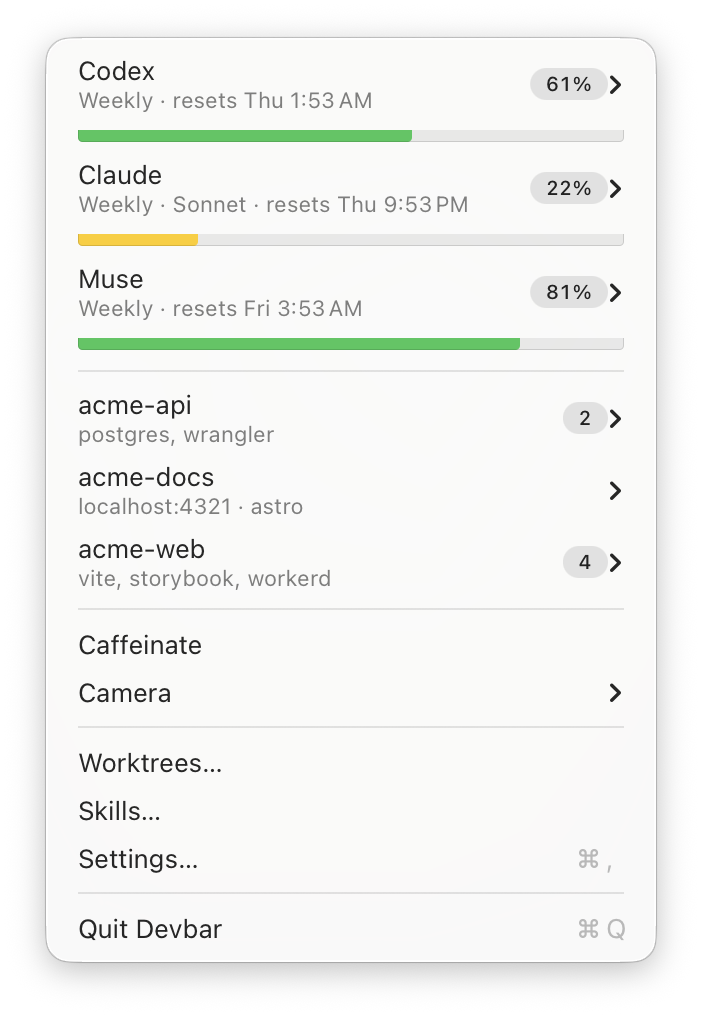 Codex
61%
Weekly · resets Thu 1:53 AM
Claude
22%
Weekly · Sonnet · resets Thu 9:53 PM
Muse
81%
Weekly · resets Fri 3:53 AM
acme-api
2
postgres, wrangler
acme-docs
localhost:4321 · astro
acme-web
4
vite, storybook, workerd
Caffeinate
Camera
Worktrees...
Skills...
Settings... ⌘ ,
Quit Devbar ⌘ Q